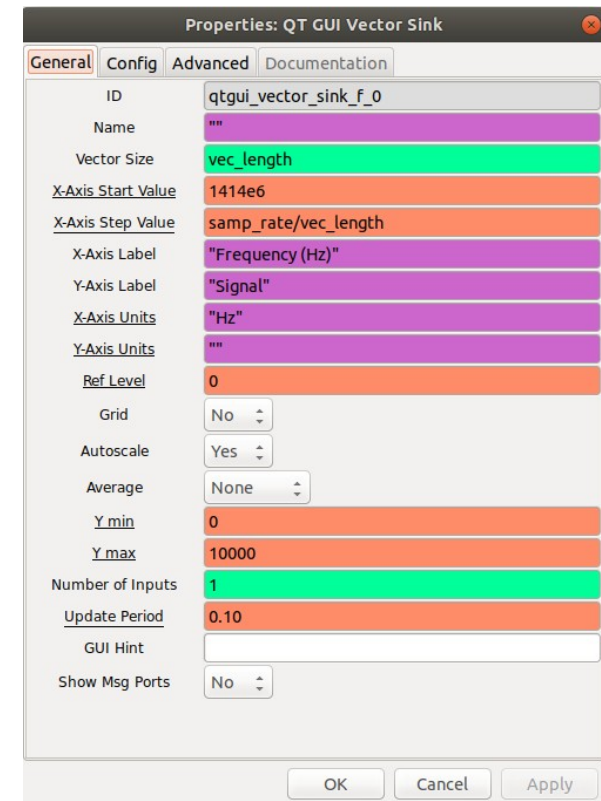 Properties: QT GUI Vector Sink
General Config Advanced Documentation
ID qtgui_vector_sink_f_0
Name ""
Vector Size vec_length
X-Axis Start Value 1414e6
X-Axis Step Value samp_rate/vec_length
X-Axis Label "Frequency (Hz)"
Y-Axis Label "Signal"
X-Axis Units "Hz"
Y-Axis Units ""
Ref Level 0
Grid No
Autoscale Yes
Average None
Y min 0
Y max 10000
Number of Inputs 1
Update Period 0.10
GUI Hint
Show Msg Ports No
OK Cancel Apply